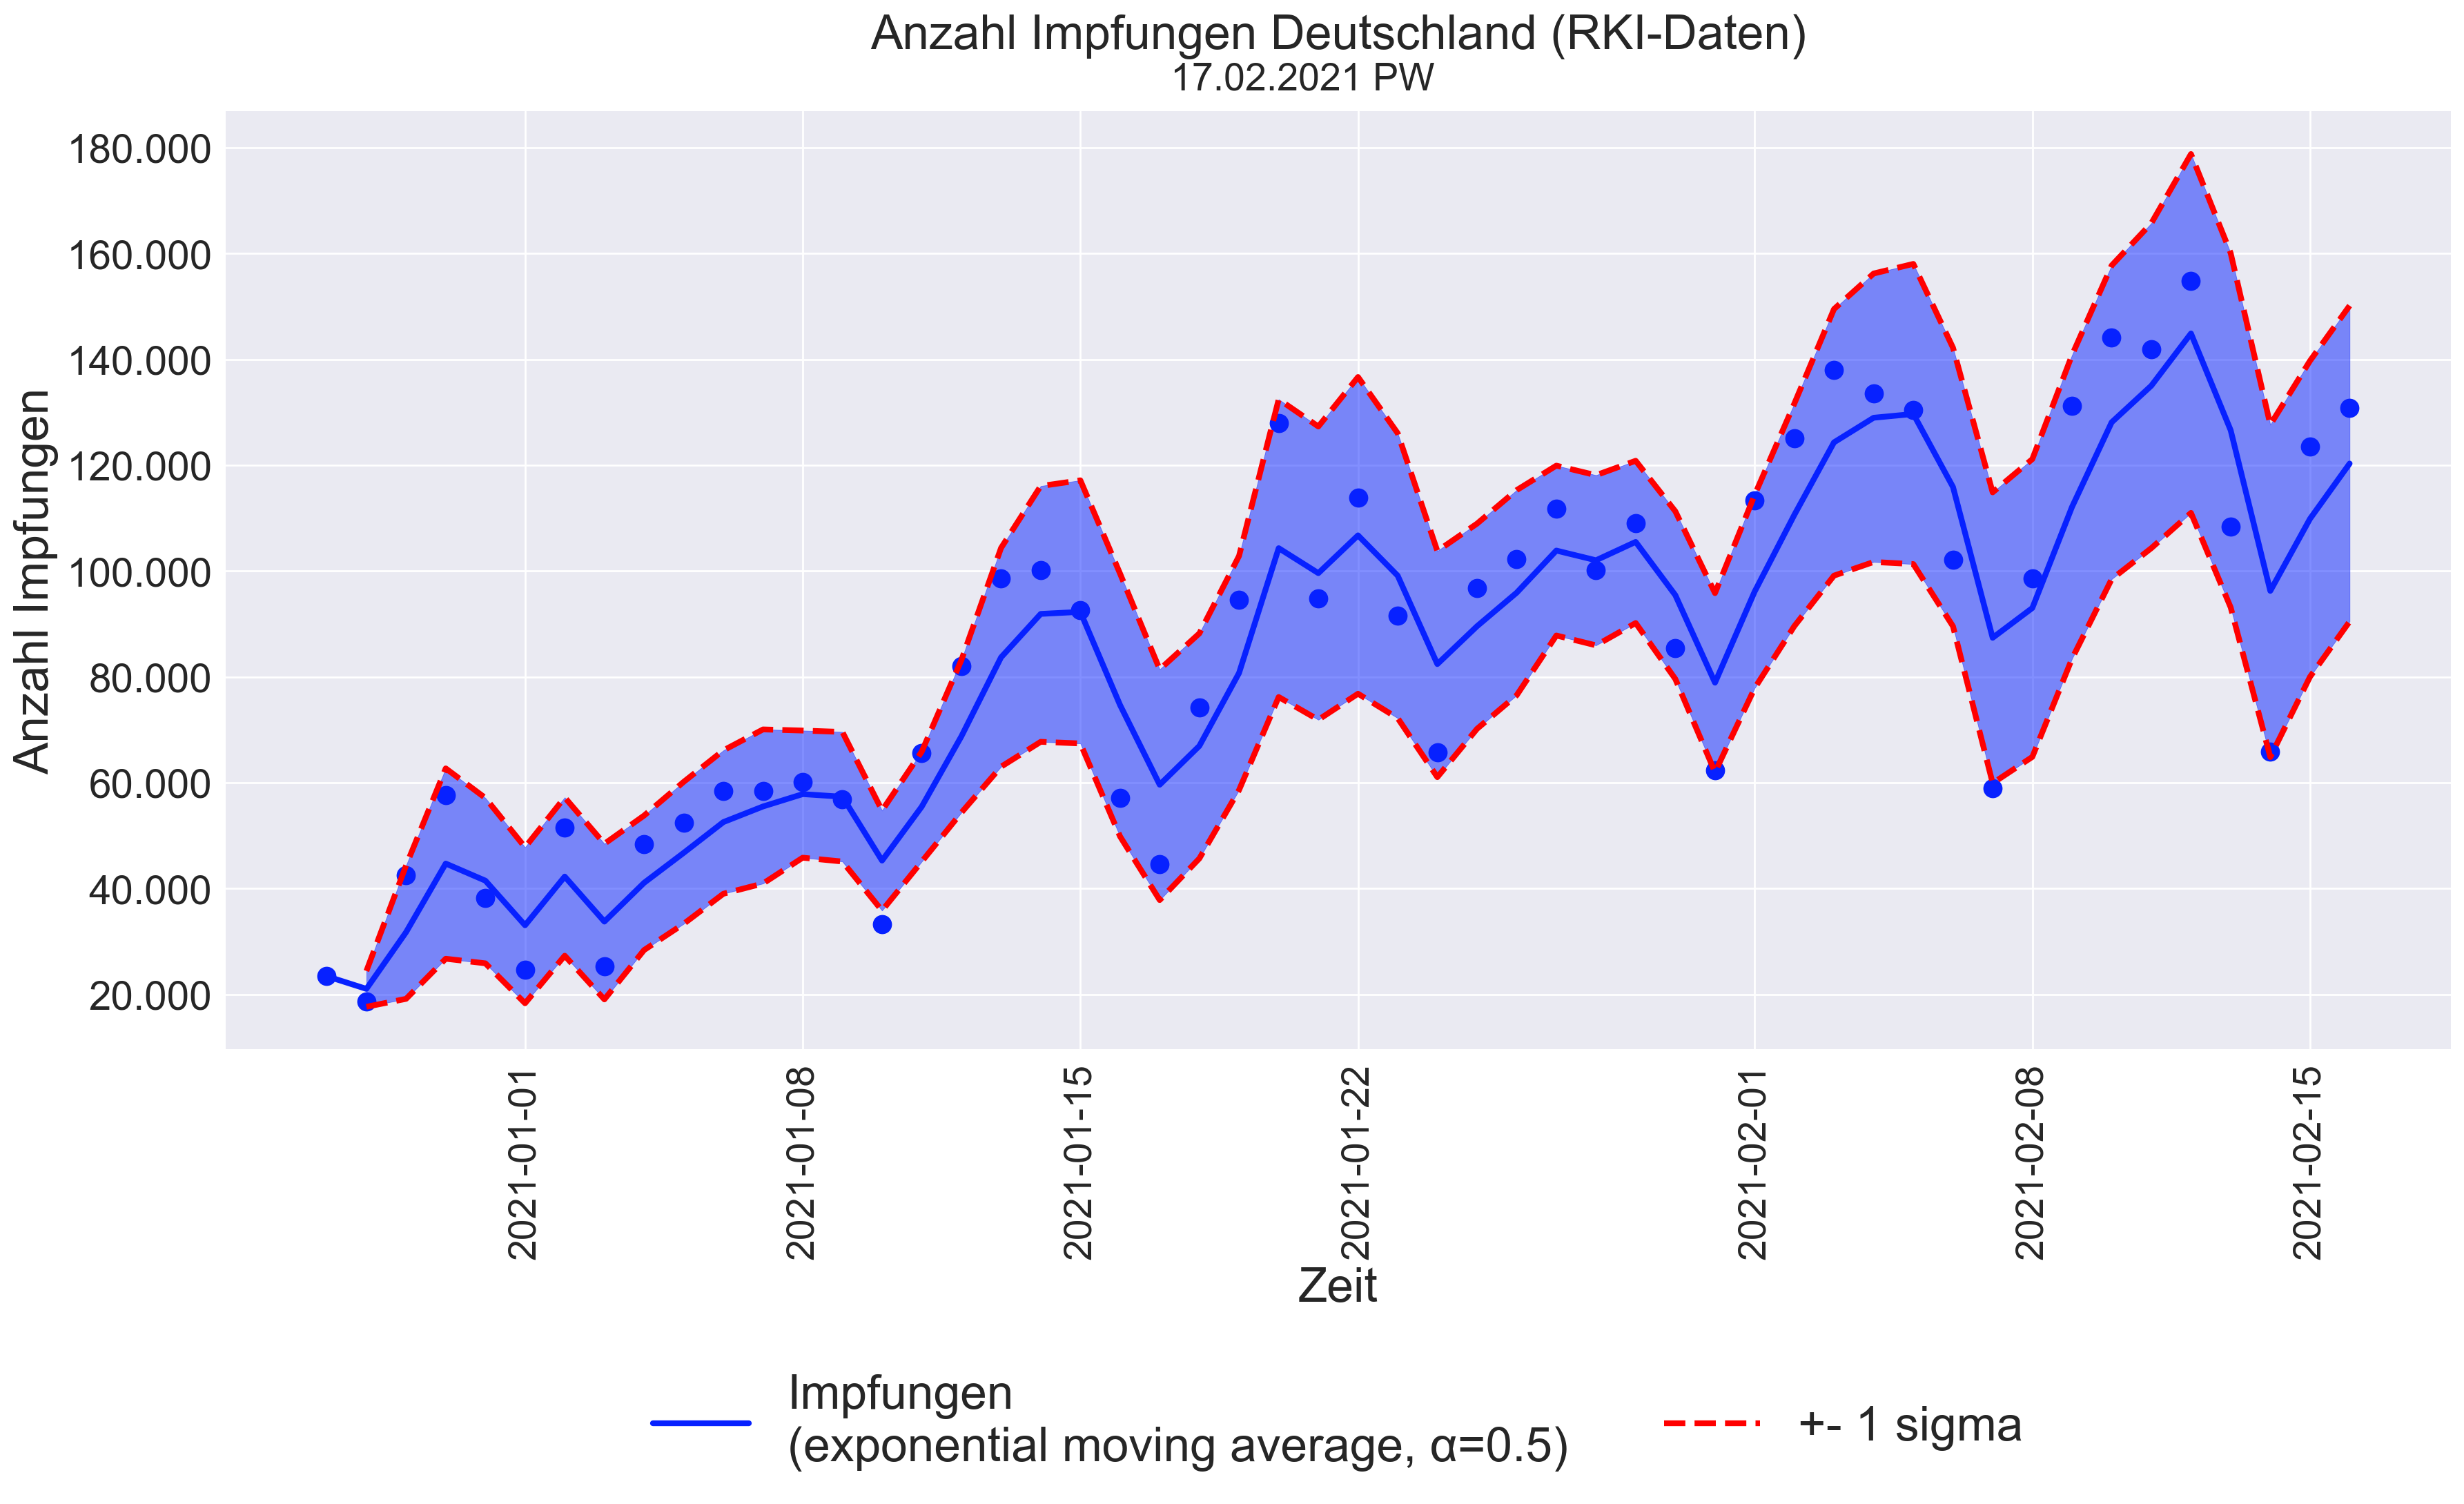 Anzahl Impfungen Deutschland (RKI-Daten)
17.02.2021 PW
Anzahl Impfungen
180.000
160.000
140.000
120.000
100.000
80.000
60.000
40.000
20.000
2021-01-01
2021-01-08
2021-01-15
2021-01-22
2021-02-01
2021-02-08
2021-02-15
Zeit
Impfungen
(exponential moving average, α=0.5)
+- 1 sigma